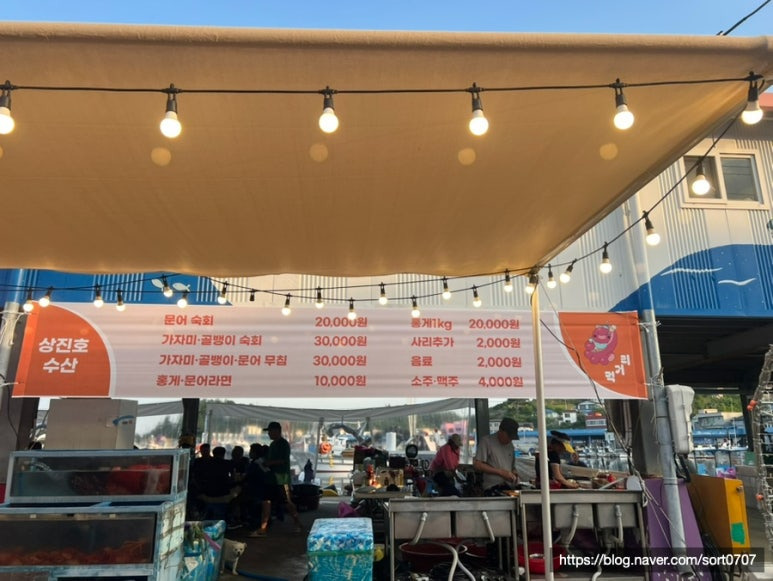 상진호
수산
문어 숙회 20,000원
가자미·골뱅이 숙회 30,000원
가자미·골뱅이·문어 무침 30,000원
홍게·문어라면 10,000원
홍게1kg 20,000원
사리추가 2,000원
음료 2,000원
소주·맥주 4,000원
먹거리
https://blog.naver.com/sort0707